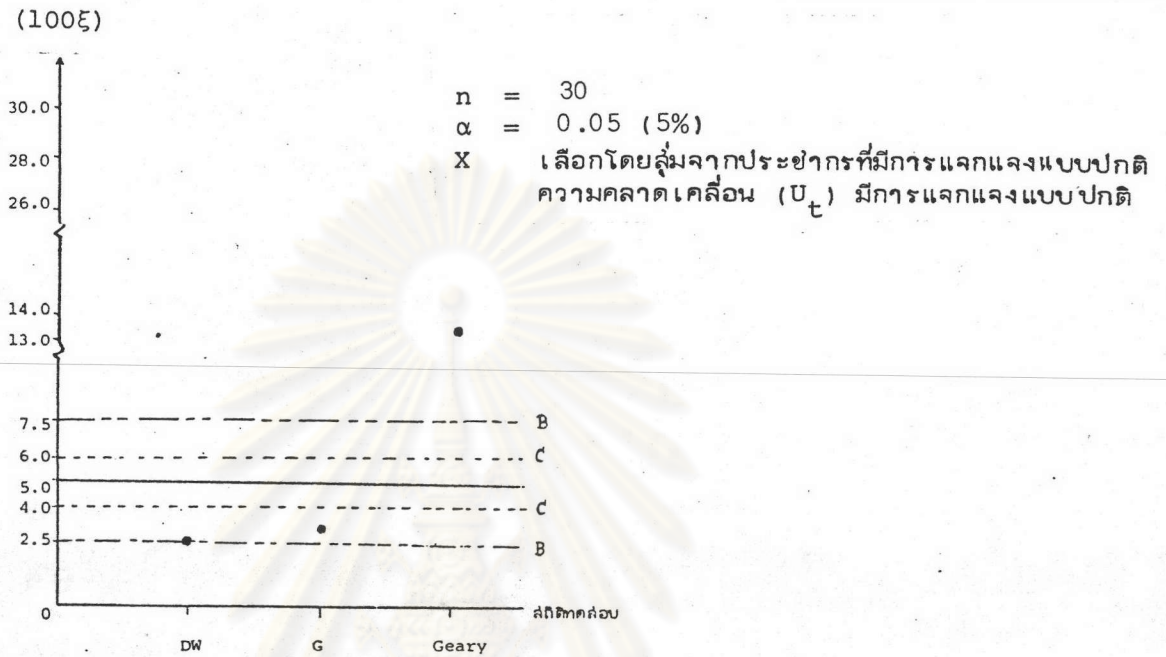 (100ξ)
n = 30
α = 0.05 (5%)
X เลือกโดยสุ่มจากประชากรที่มีการแจกแจงแบบปกติ
ความคลาดเคลื่อน (U_t) มีการแจกแจงแบบปกติ
30.0
28.0
26.0
14.0
13.0
7.5 B
6.0 C
5.0
4.0 C
2.5 B
0 สถิติทดสอบ
DW G Geary